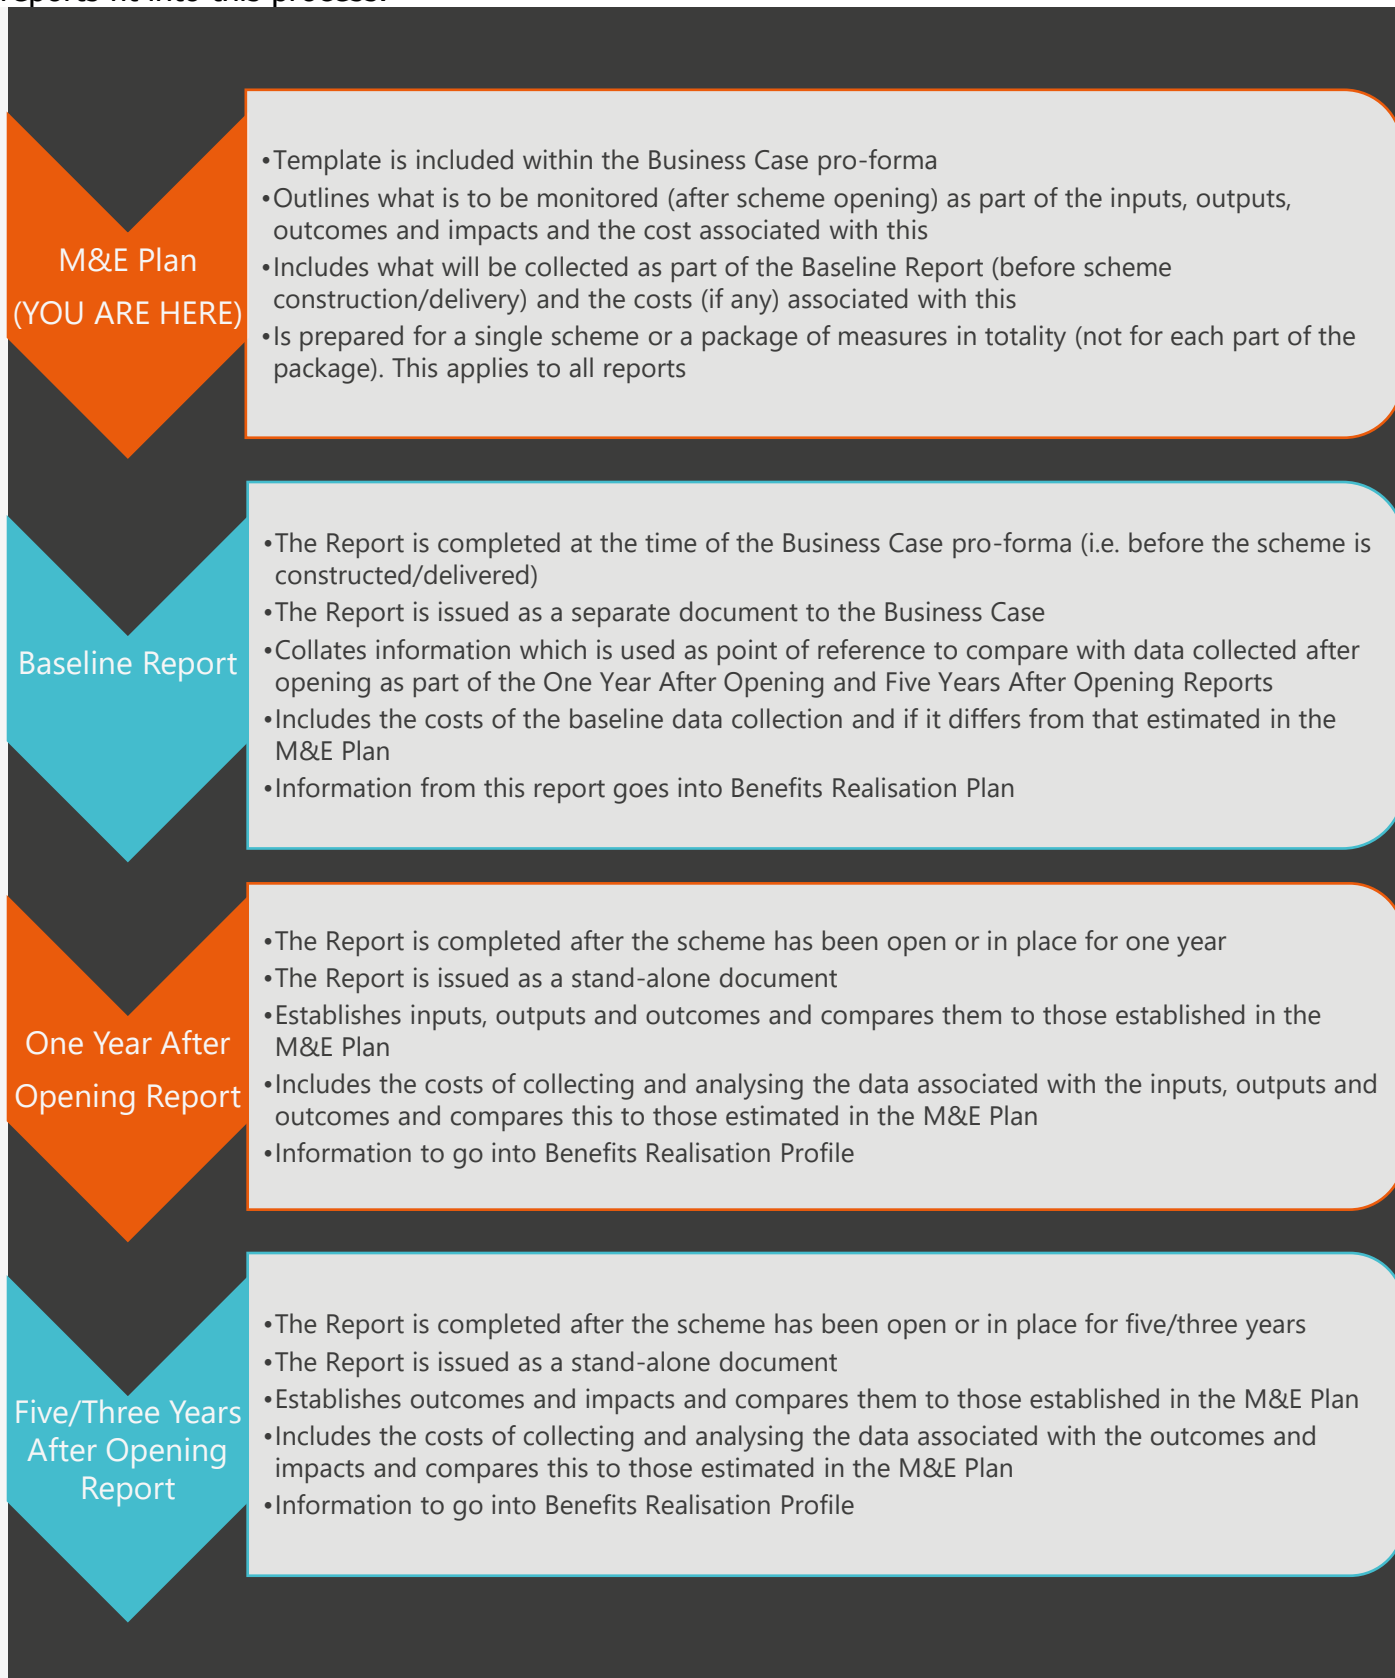 reports fit into this process.
M&E Plan
(YOU ARE HERE)
•Template is included within the Business Case pro-forma
•Outlines what is to be monitored (after scheme opening) as part of the inputs, outputs,
outcomes and impacts and the cost associated with this
•Includes what will be collected as part of the Baseline Report (before scheme
construction/delivery) and the costs (if any) associated with this
•Is prepared for a single scheme or a package of measures in totality (not for each part of the
package). This applies to all reports
Baseline Report
•The Report is completed at the time of the Business Case pro-forma (i.e. before the scheme is
constructed/delivered)
•The Report is issued as a separate document to the Business Case
•Collates information which is used as point of reference to compare with data collected after
opening as part of the One Year After Opening and Five Years After Opening Reports
•Includes the costs of the baseline data collection and if it differs from that estimated in the
M&E Plan
•Information from this report goes into Benefits Realisation Plan
One Year After
Opening Report
•The Report is completed after the scheme has been open or in place for one year
•The Report is issued as a stand-alone document
•Establishes inputs, outputs and outcomes and compares them to those established in the
M&E Plan
•Includes the costs of collecting and analysing the data associated with the inputs, outputs and
outcomes and compares this to those estimated in the M&E Plan
•Information to go into Benefits Realisation Profile
Five/Three Years
After Opening
Report
•The Report is completed after the scheme has been open or in place for five/three years
•The Report is issued as a stand-alone document
•Establishes outcomes and impacts and compares them to those established in the M&E Plan
•Includes the costs of collecting and analysing the data associated with the outcomes and
impacts and compares this to those estimated in the M&E Plan
•Information to go into Benefits Realisation Profile